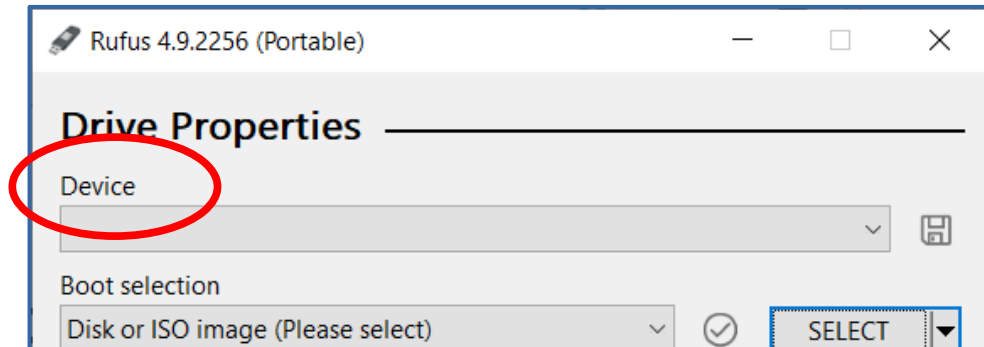 Rufus 4.9.2256 (Portable)
Drive Properties
Device
Boot selection
Disk or ISO image (Please select)
SELECT